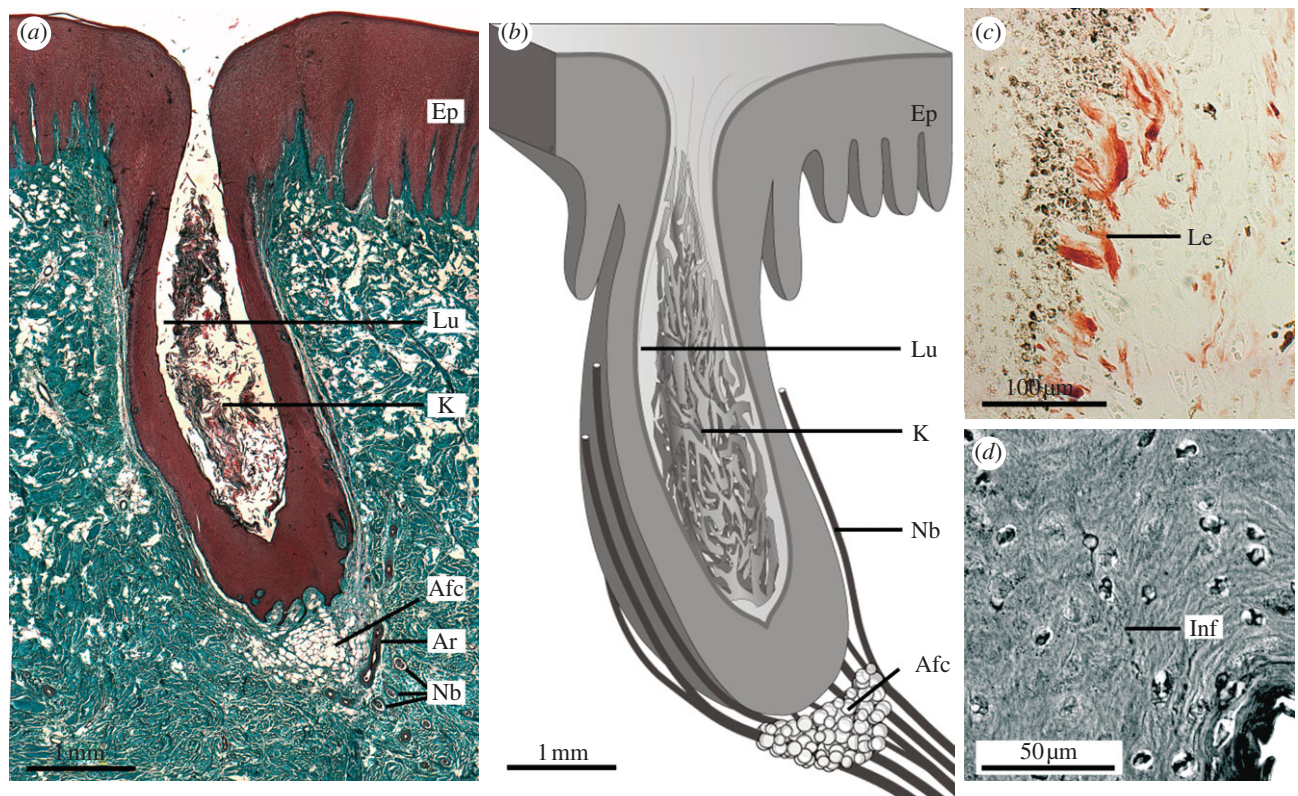 (a)
Ep
Lu
K
Afc
Ar
Nb
1 mm
(b)
Ep
Lu
K
Nb
Afc
1 mm
(c)
Le
100 µm
(d)
Inf
50 µm